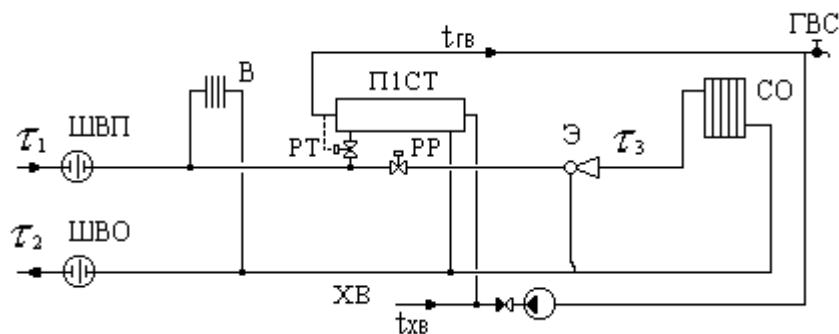 ГВС
tГВ
В
П1СТ
СО
ШВП
Э
τ1
РТ
РР
τ3
ШВО
τ2
ХВ
tХВ